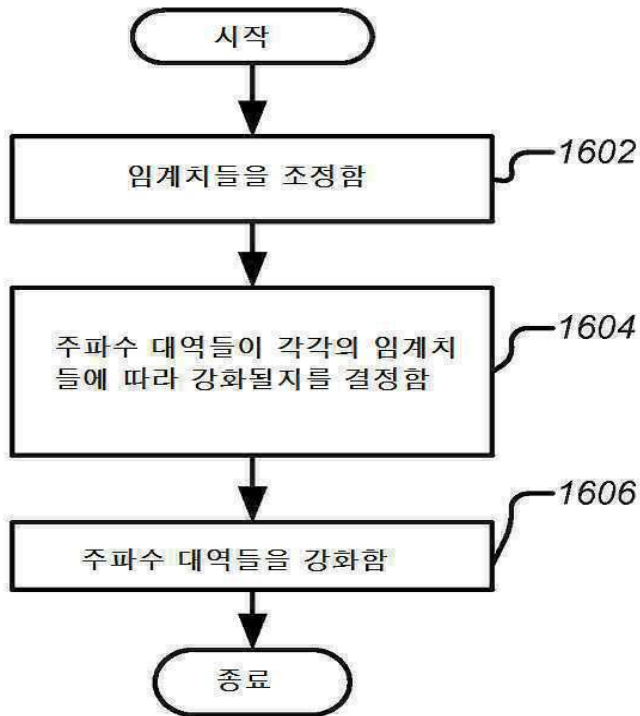 시작
임계치들을 조정함
1602
주파수 대역들이 각각의 임계치
들에 따라 강화될지를 결정함
1604
주파수 대역들을 강화함
1606
종료